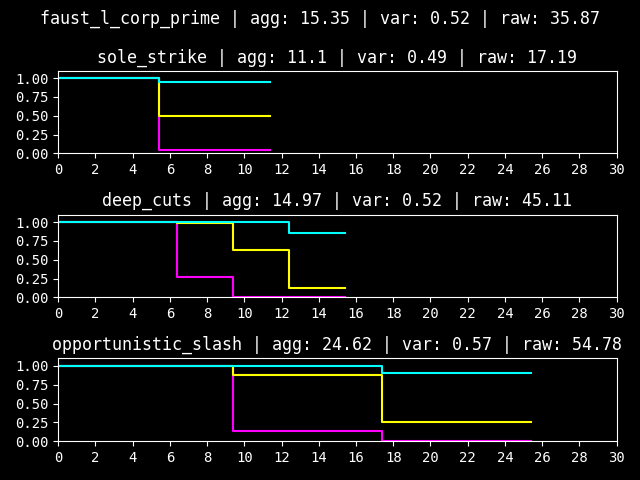 faust_l_corp_prime | agg: 15.35 | var: 0.52 | raw: 35.87
sole_strike | agg: 11.1 | var: 0.49 | raw: 17.19
1.00
0.75
0.50
0.25
0.00
0 2 4 6 8 10 12 14 16 18 20 22 24 26 28 30
deep_cuts | agg: 14.97 | var: 0.52 | raw: 45.11
1.00
0.75
0.50
0.25
0.00
0 2 4 6 8 10 12 14 16 18 20 22 24 26 28 30
opportunistic_slash | agg: 24.62 | var: 0.57 | raw: 54.78
1.00
0.75
0.50
0.25
0.00
0 2 4 6 8 10 12 14 16 18 20 22 24 26 28 30